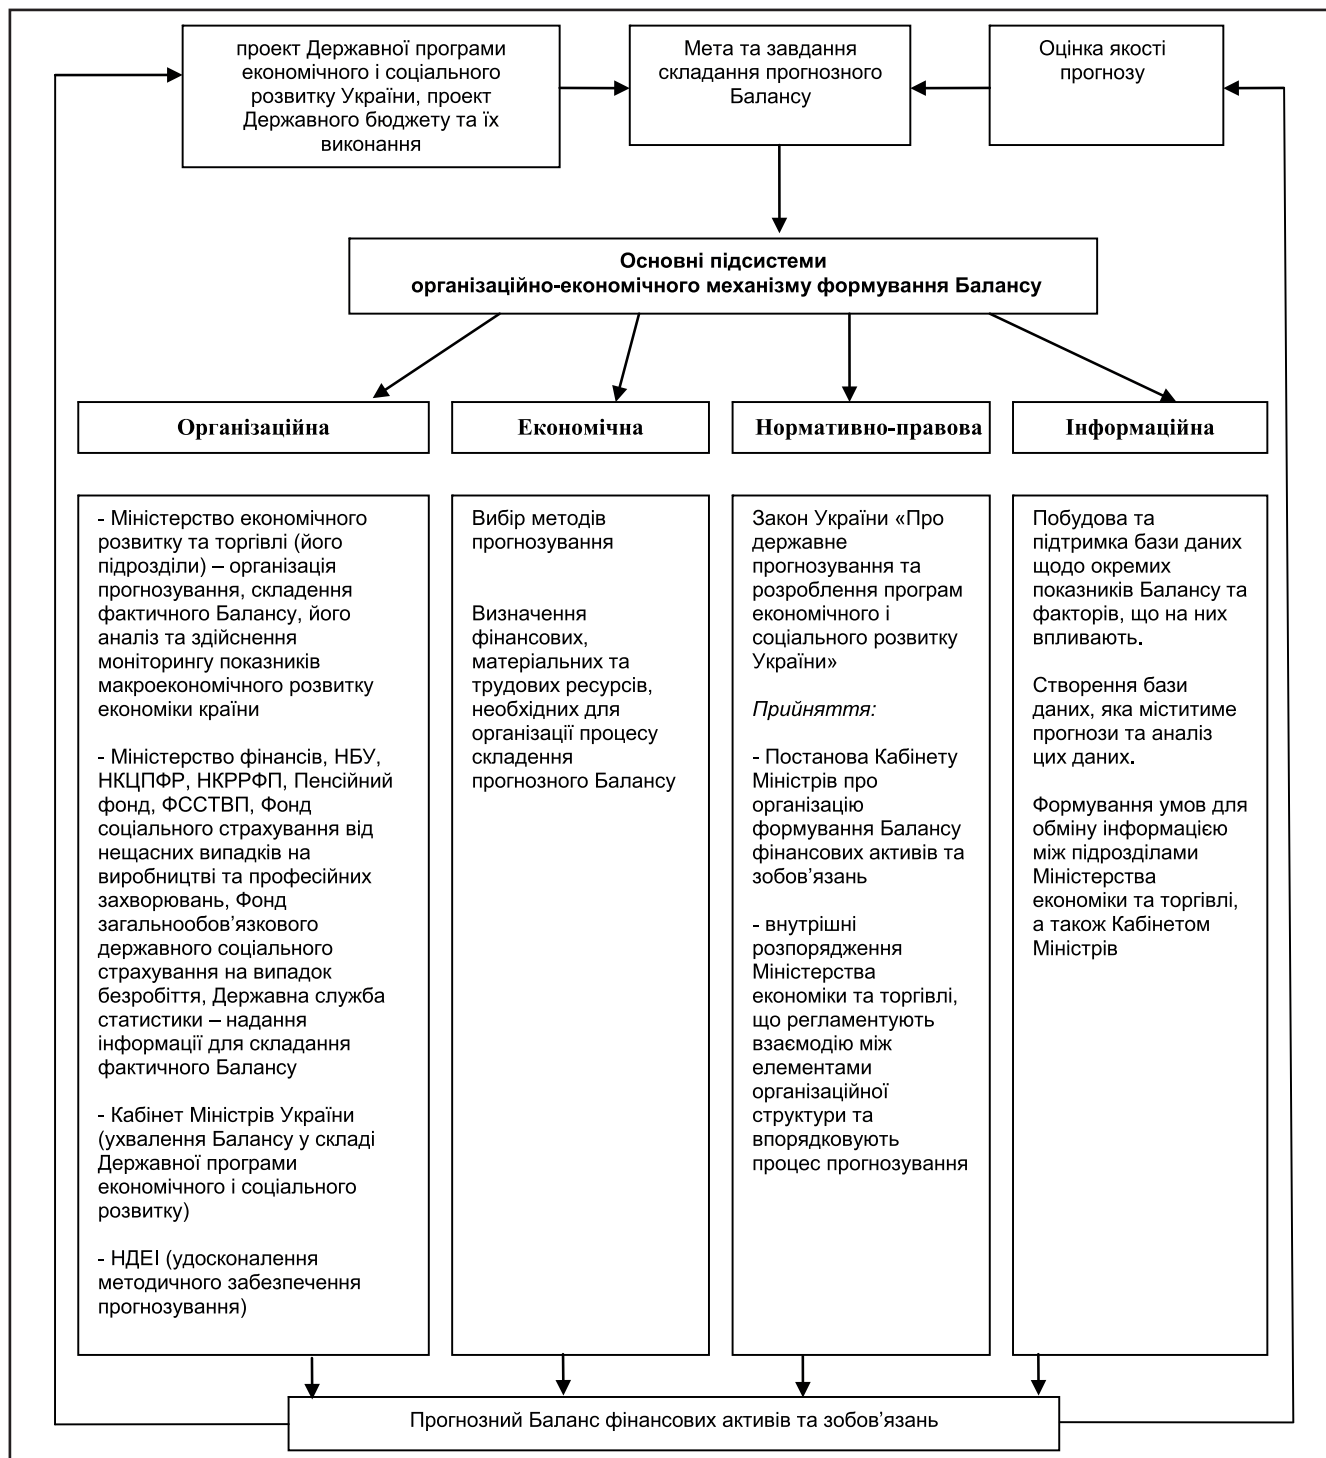 проект Державної програми
економічного і соціального
розвитку України, проект
Державного бюджету та їх
виконання
Мета та завдання
складання прогнозного
Балансу
Оцінка якості
прогнозу
Основні підсистеми
організаційно-економічного механізму формування Балансу
Організаційна
Економічна
Нормативно-правова
Інформаційна
- Міністерство економічного
розвитку та торгівлі (його
підрозділи) – організація
прогнозування, складення
фактичного Балансу, його
аналіз та здійснення
моніторингу показників
макроекономічного розвитку
економіки країни
- Міністерство фінансів, НБУ,
НКЦПФР, НКРРФП, Пенсійний
фонд, ФССТВП, Фонд
соціального страхування від
нещасних випадків на
виробництві та професійних
захворювань, Фонд
загальнообов’язкового
державного соціального
страхування на випадок
безробіття, Державна служба
статистики – надання
інформації для складання
фактичного Балансу
- Кабінет Міністрів України
(ухвалення Балансу у складі
Державної програми
економічного і соціального
розвитку)
- НДЕІ (удосконалення
методичного забезпечення
прогнозування)
Вибір методів
прогнозування
Визначення
фінансових,
матеріальних та
трудових ресурсів,
необхідних для
організації процесу
складення
прогнозного Балансу
Закон України «Про
державне
прогнозування та
розроблення програм
економічного і
соціального розвитку
України»
Прийняття:
- Постанова Кабінету
Міністрів про
організацію
формування Балансу
фінансових активів та
зобов’язань
- внутрішні
розпорядження
Міністерства
економіки та торгівлі,
що регламентують
взаємодію між
елементами
організаційної
структури та
впорядковують
процес прогнозування
Побудова та
підтримка бази даних
щодо окремих
показників Балансу та
факторів, що на них
впливають.
Створення бази
даних, яка міститиме
прогнози та аналіз
цих даних.
Формування умов для
обміну інформацією
між підрозділами
Міністерства
економіки та торгівлі,
а також Кабінетом
Міністрів
Прогнозний Баланс фінансових активів та зобов’язань